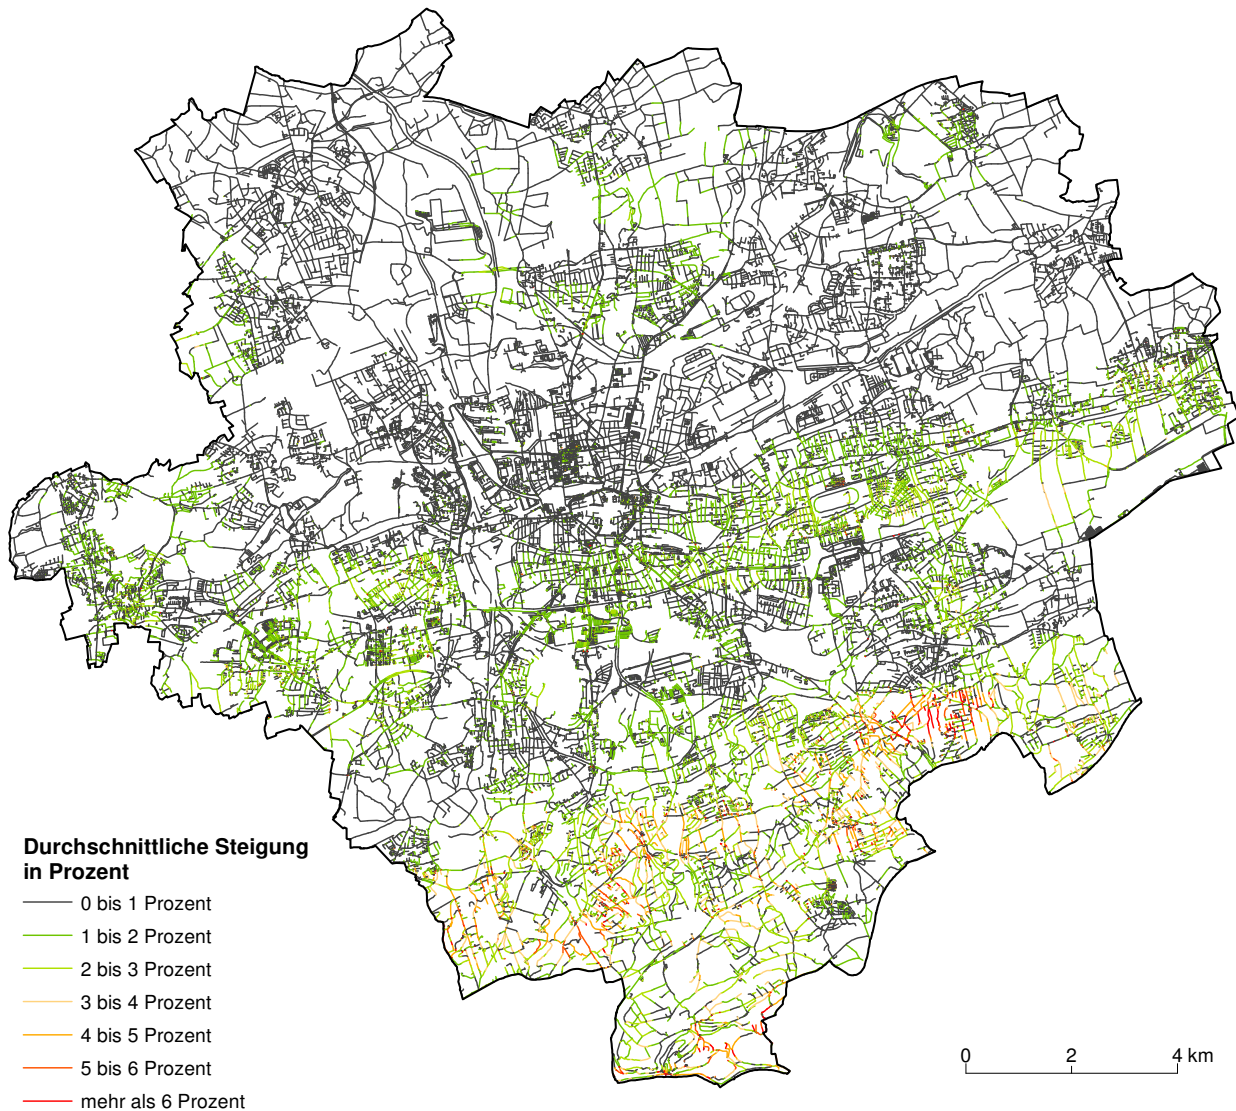 Durchschnittliche Steigung
in Prozent
0 bis 1 Prozent
1 bis 2 Prozent
2 bis 3 Prozent
3 bis 4 Prozent
4 bis 5 Prozent
5 bis 6 Prozent
mehr als 6 Prozent
0 2 4 km